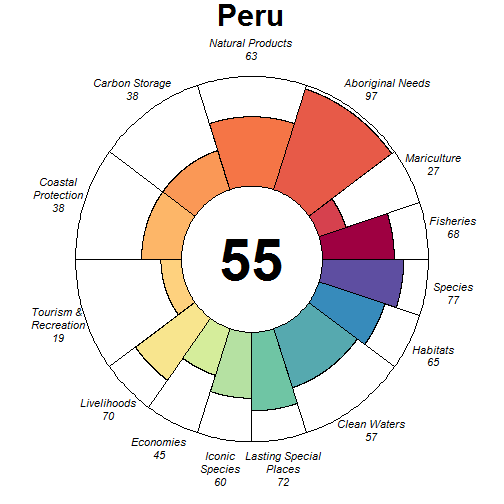 Peru
Natural Products
63
Aboriginal Needs
97
Mariculture
27
Fisheries
68
Species
77
Habitats
65
Clean Waters
57
Lasting Special
Places
72
Iconic
Species
60
Economies
45
Livelihoods
70
Tourism &
Recreation
19
Coastal
Protection
38
Carbon Storage
38
55